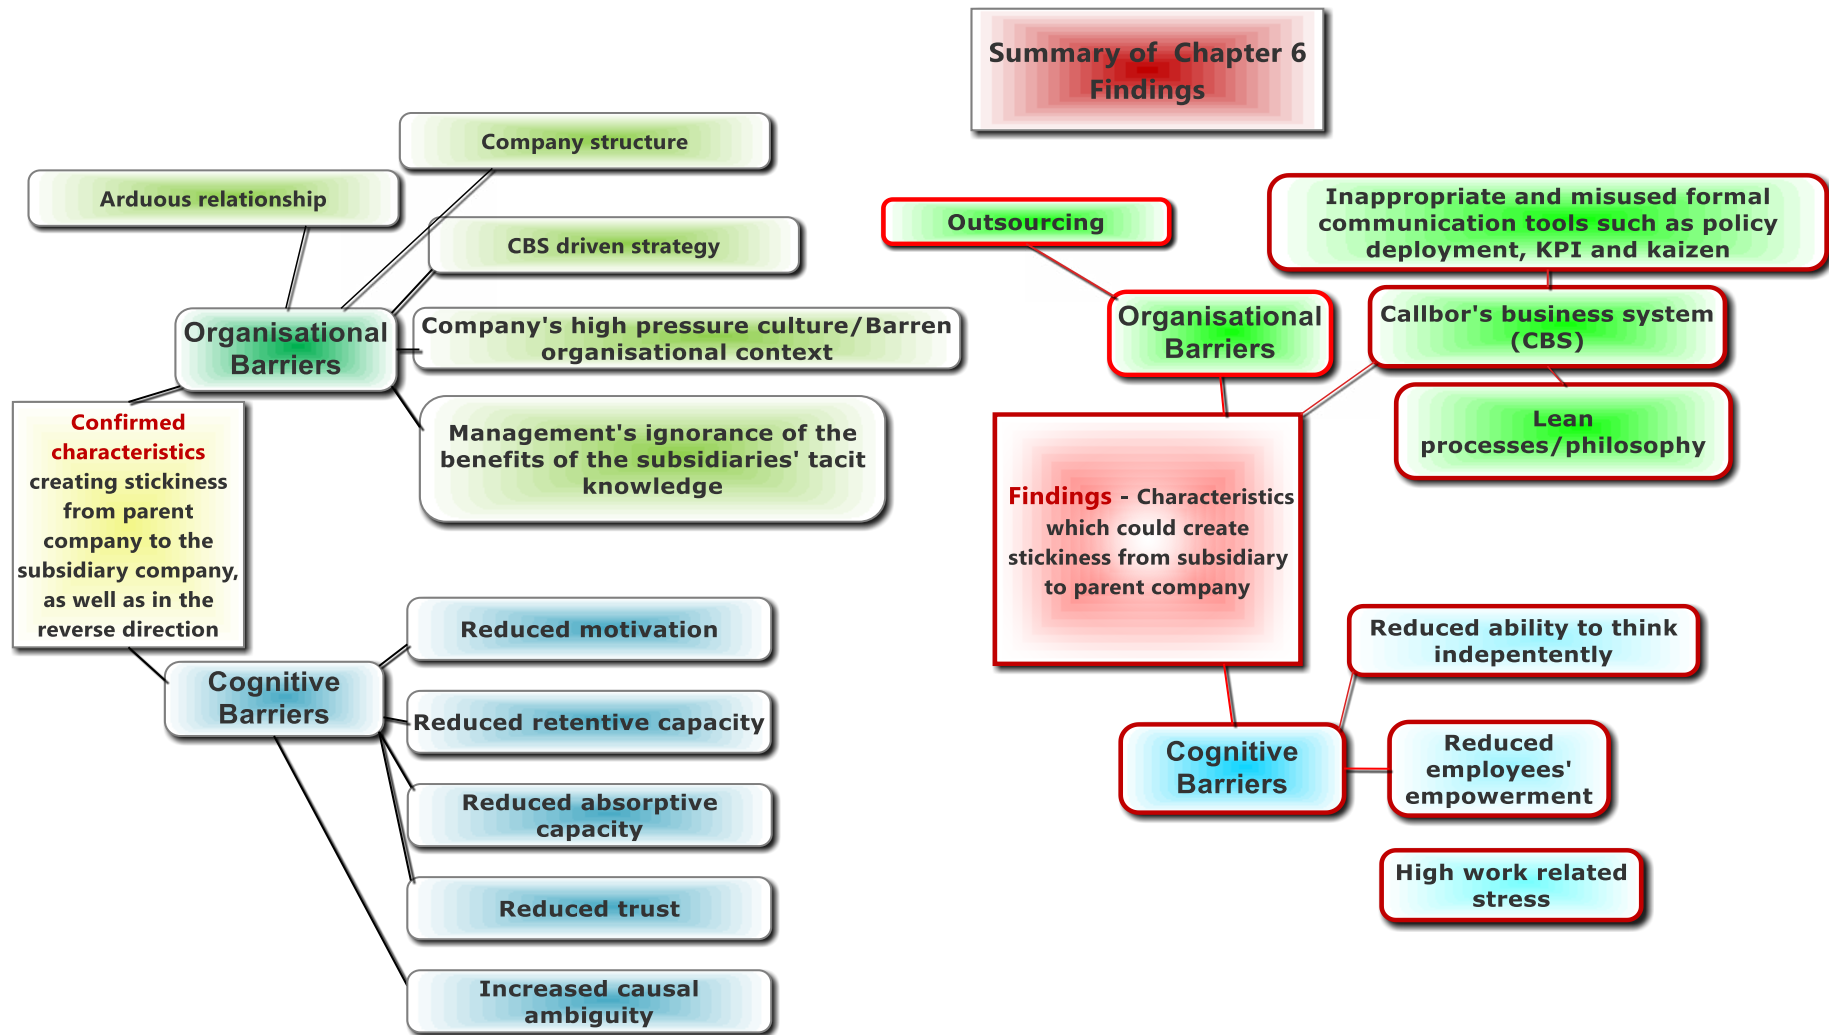 Summary of Chapter 6
Findings
Company structure
Arduous relationship
CBS driven strategy
Organisational
Barriers
Company's high pressure culture/Barren
organisational context
Management's ignorance of the
benefits of the subsidiaries' tacit
knowledge
Confirmed
characteristics
creating stickiness
from parent
company to the
subsidiary company,
as well as in the
reverse direction
Cognitive
Barriers
Reduced motivation
Reduced retentive capacity
Reduced absorptive
capacity
Reduced trust
Increased causal
ambiguity
Outsourcing
Organisational
Barriers
Inappropriate and misused formal
communication tools such as policy
deployment, KPI and kaizen
Callbor's business system
(CBS)
Lean
processes/philosophy
Findings - Characteristics
which could create
stickiness from subsidiary
to parent company
Cognitive
Barriers
Reduced ability to think
indepentently
Reduced
employees'
empowerment
High work related
stress